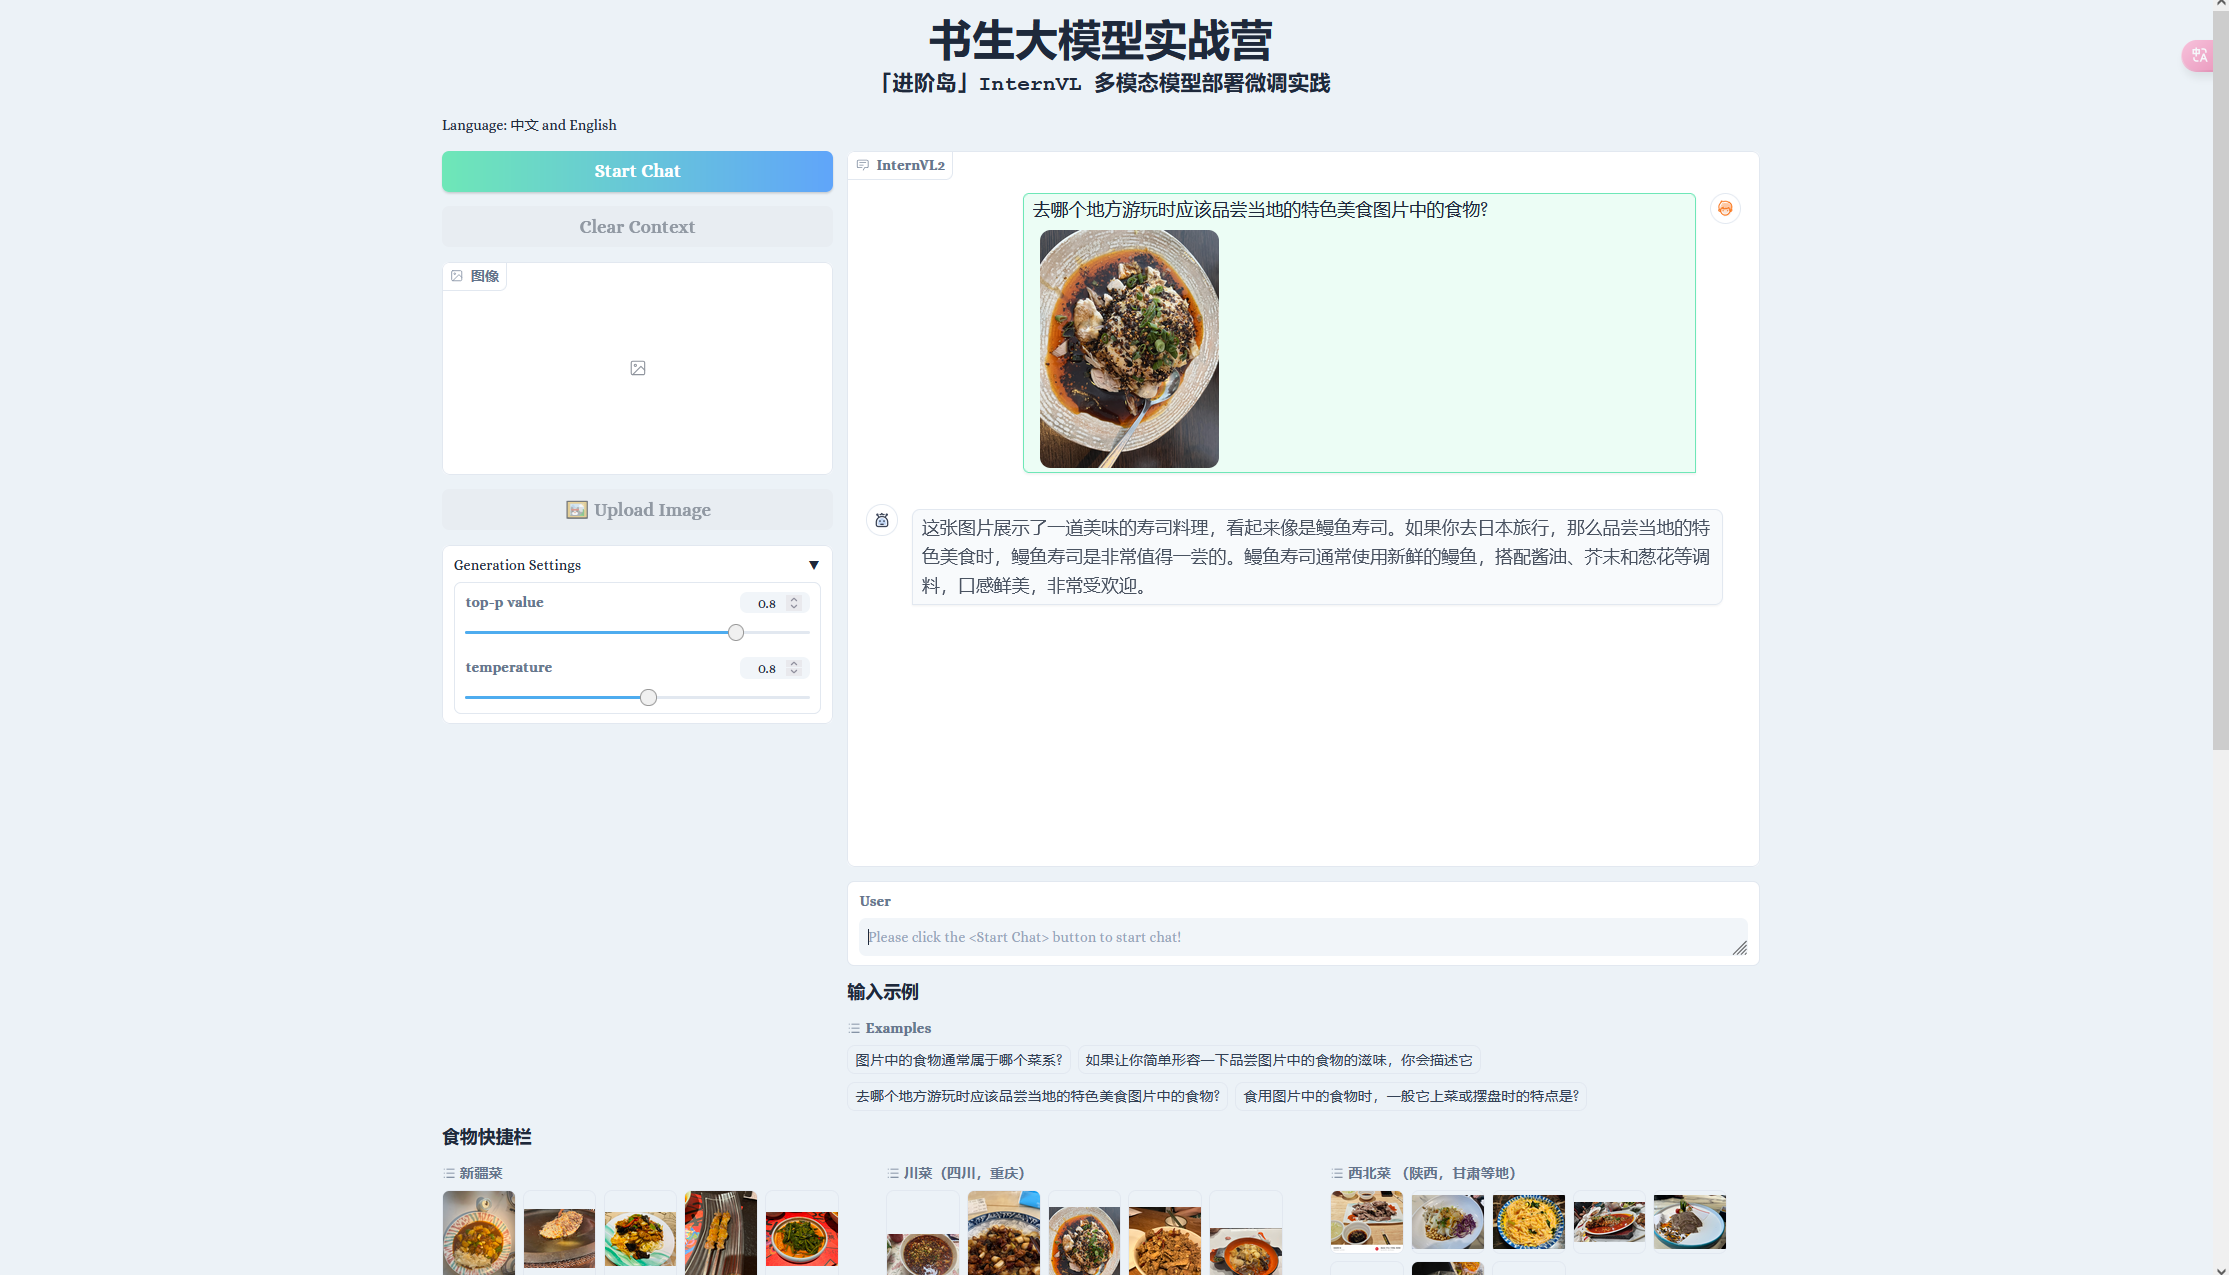 书生大模型实战营
「进阶岛」InternVL 多模态模型部署微调实践
Language: 中文 and English
Start Chat
Clear Context
图像
Upload Image
Generation Settings
top-p value
0.8
temperature
0.8
InternVL2
去哪个地方游玩时应该品尝当地的特色美食图片中的食物?
这张图片展示了一道美味的寿司料理，看起来像是鳗鱼寿司。如果你去日本旅行，那么品尝当地的特
色美食时，鳗鱼寿司是非常值得一尝的。鳗鱼寿司通常使用新鲜的鳗鱼，搭配酱油、芥末和葱花等调
料，口感鲜美，非常受欢迎。
User
Please click the <Start Chat> button to start chat!
输入示例
Examples
图片中的食物通常属于哪个菜系?
如果让你简单形容一下品尝图片中的食物的滋味，你会描述它
去哪个地方游玩时应该品尝当地的特色美食图片中的食物?
食用图片中的食物时，一般它上菜或摆盘时的特点是?
食物快捷栏
新疆菜
川菜（四川，重庆）
西北菜 （陕西，甘肃等地）